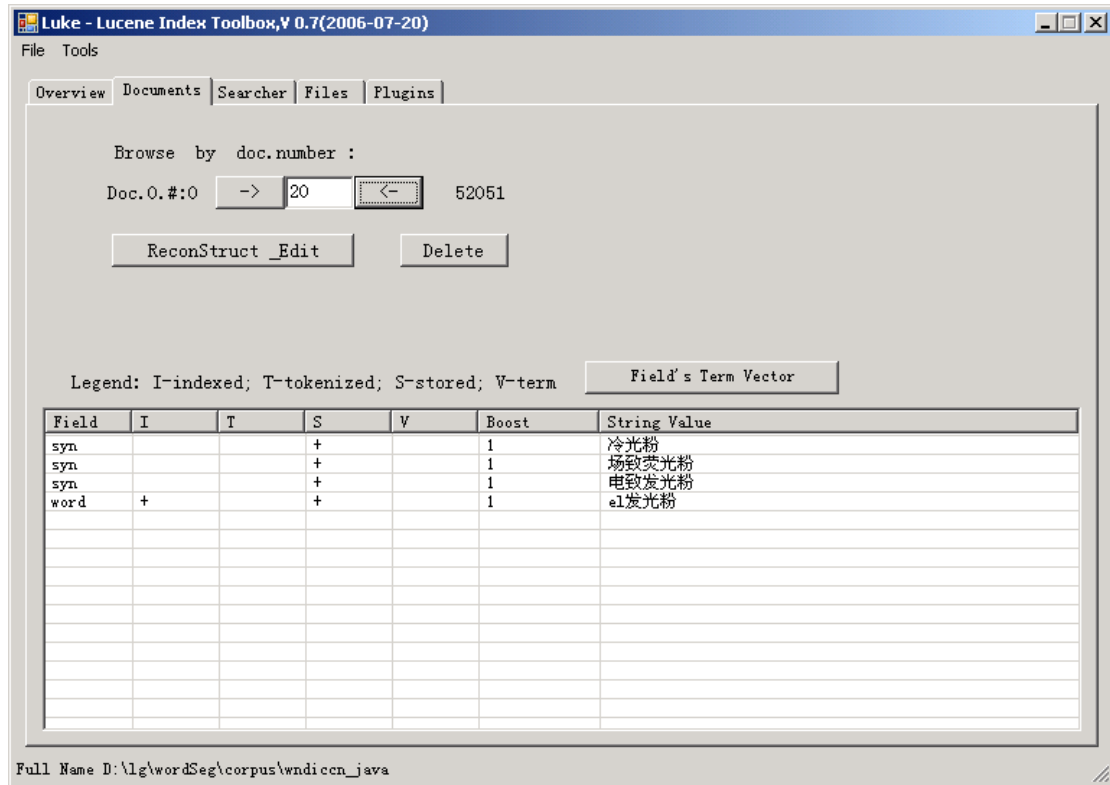 Luke - Lucene Index Toolbox,V 0.7(2006-07-20)
File Tools
Overview Documents Searcher Files Plugins
Browse by doc.number :
Doc.O.#:0 -> 20 <- 52051
ReconStruct _Edit Delete
Legend: I-indexed; T-tokenized; S-stored; V-term Field's Term Vector
Field I T S V Boost String Value
syn + 1 冷光粉
syn + 1 场致荧光粉
syn + 1 电致发光粉
word + + 1 el发光粉
Full Name D:\lg\wordSeg\corpus\wndiccn_java